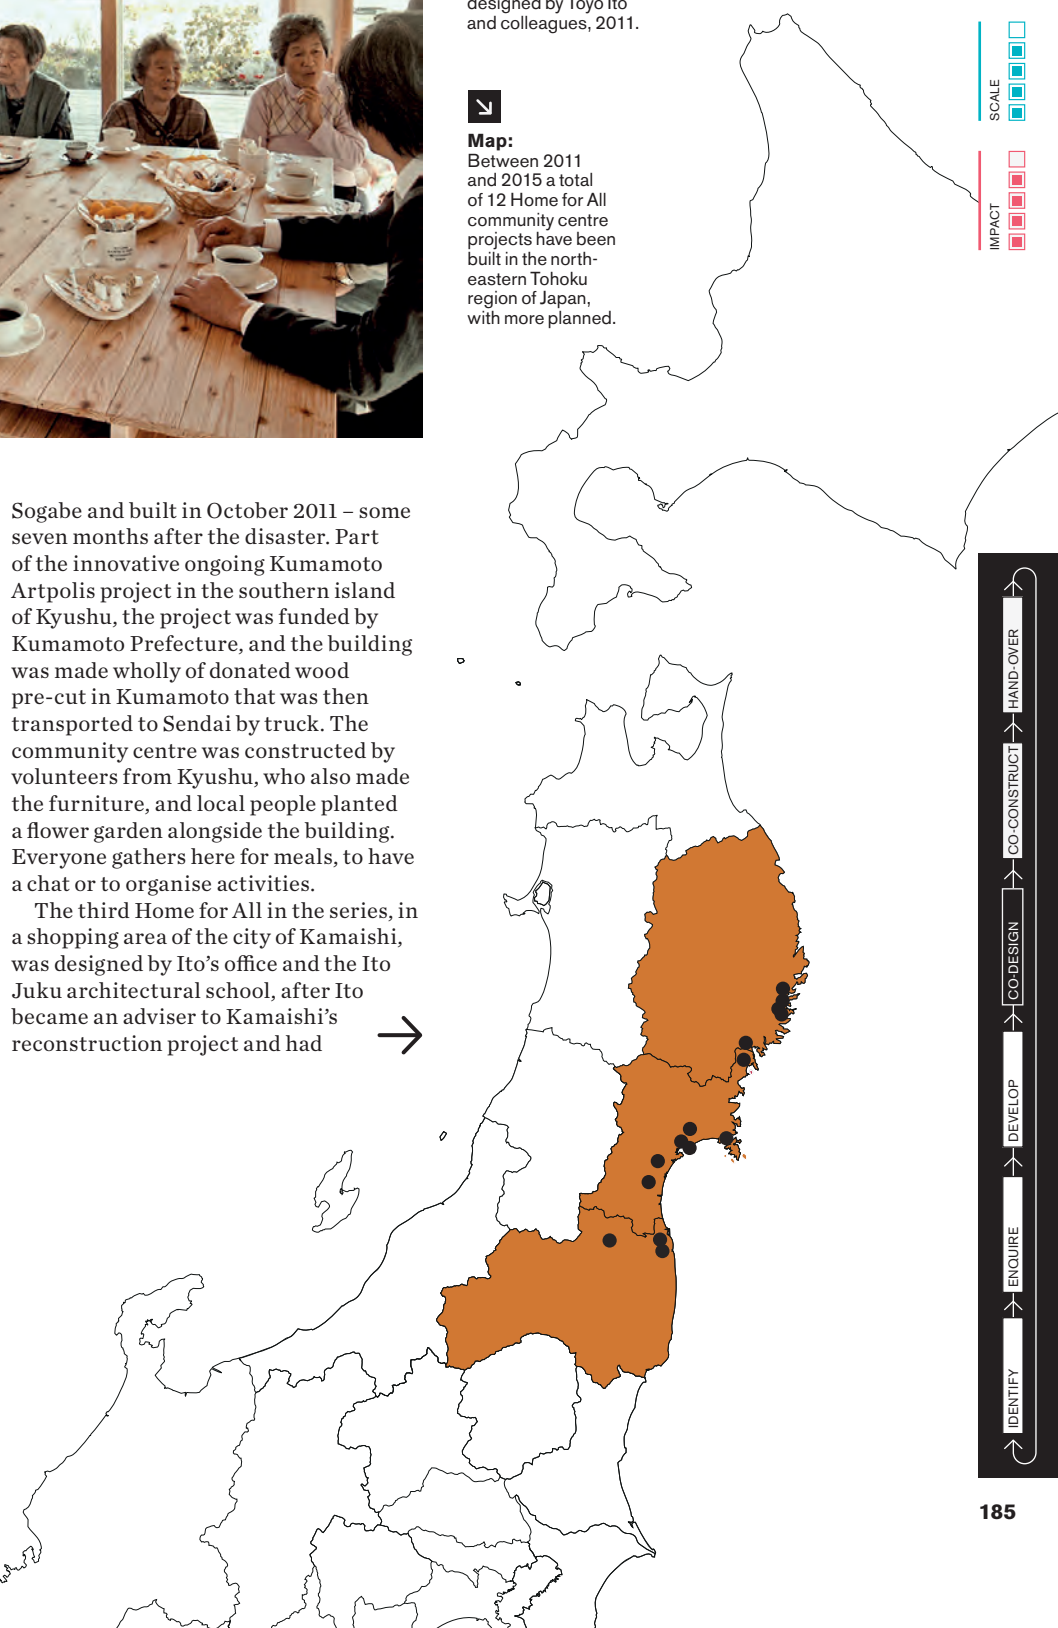 designed by Toyo Ito
and colleagues, 2011.
Map:
Between 2011
and 2015 a total
of 12 Home for All
community centre
projects have been
built in the north-
eastern Tohoku
region of Japan,
with more planned.
SCALE
IMPACT
Sogabe and built in October 2011 – some
seven months after the disaster. Part
of the innovative ongoing Kumamoto
Artpolis project in the southern island
of Kyushu, the project was funded by
Kumamoto Prefecture, and the building
was made wholly of donated wood
pre-cut in Kumamoto that was then
transported to Sendai by truck. The
community centre was constructed by
volunteers from Kyushu, who also made
the furniture, and local people planted
a flower garden alongside the building.
Everyone gathers here for meals, to have
a chat or to organise activities.
The third Home for All in the series, in
a shopping area of the city of Kamaishi,
was designed by Ito’s office and the Ito
Juku architectural school, after Ito
became an adviser to Kamaishi’s
reconstruction project and had
HAND-OVER
CO-CONSTRUCT
CO-DESIGN
DEVELOP
ENQUIRE
IDENTIFY
185